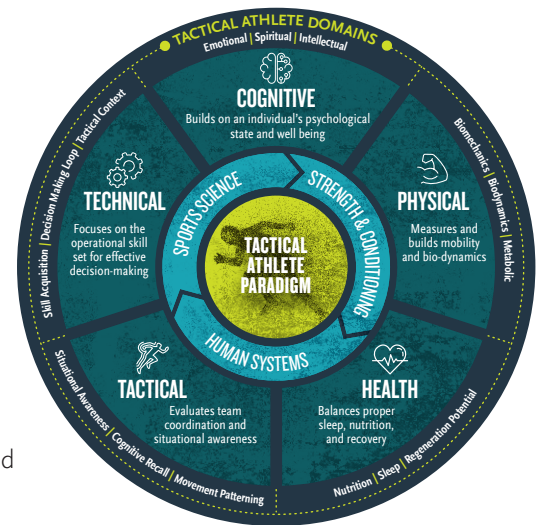 TACTICAL ATHLETE DOMAINS
Emotional | Spiritual | Intellectual
COGNITIVE
Builds on an individual's psychological
state and well being
Skill Acquisition | Decision Making Loop | Tactical Context
TECHNICAL
Focuses on the
operational skill
set for effective
decision-making
SPORTS SCIENCE
STRENGTH & CONDITIONING
HUMAN SYSTEMS
TACTICAL
ATHLETE
PARADIGM
PHYSICAL
Measures and
builds mobility
and bio-dynamics
Biomechanics | Biodynamics | Metabolic
TACTICAL
Evaluates team
coordination and
situational awareness
Situational Awareness | Cognitive Recall | Movement Patterning
HEALTH
Balances proper
sleep, nutrition,
and recovery
Nutrition | Sleep | Regeneration Potential